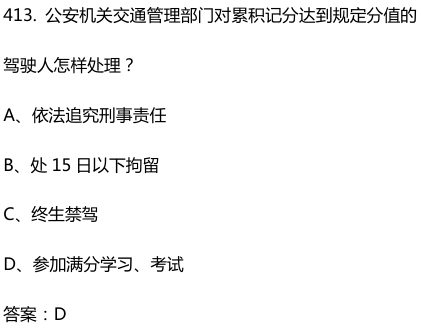 413. 公安机关交通管理部门对累积记分达到规定分值的
驾驶人怎样处理？
A、依法追究刑事责任
B、处 15 日以下拘留
C、终生禁驾
D、参加满分学习、考试
答案：D